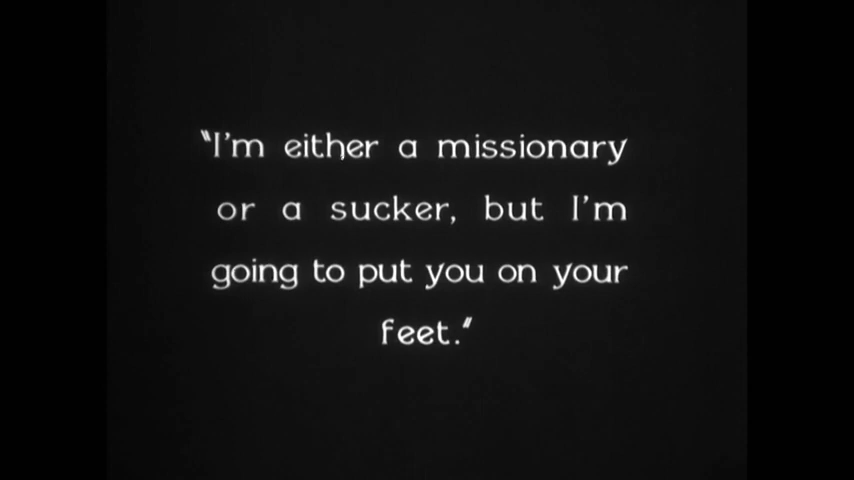 "I'm either a missionary
or a sucker, but I'm
going to put you on your
feet."